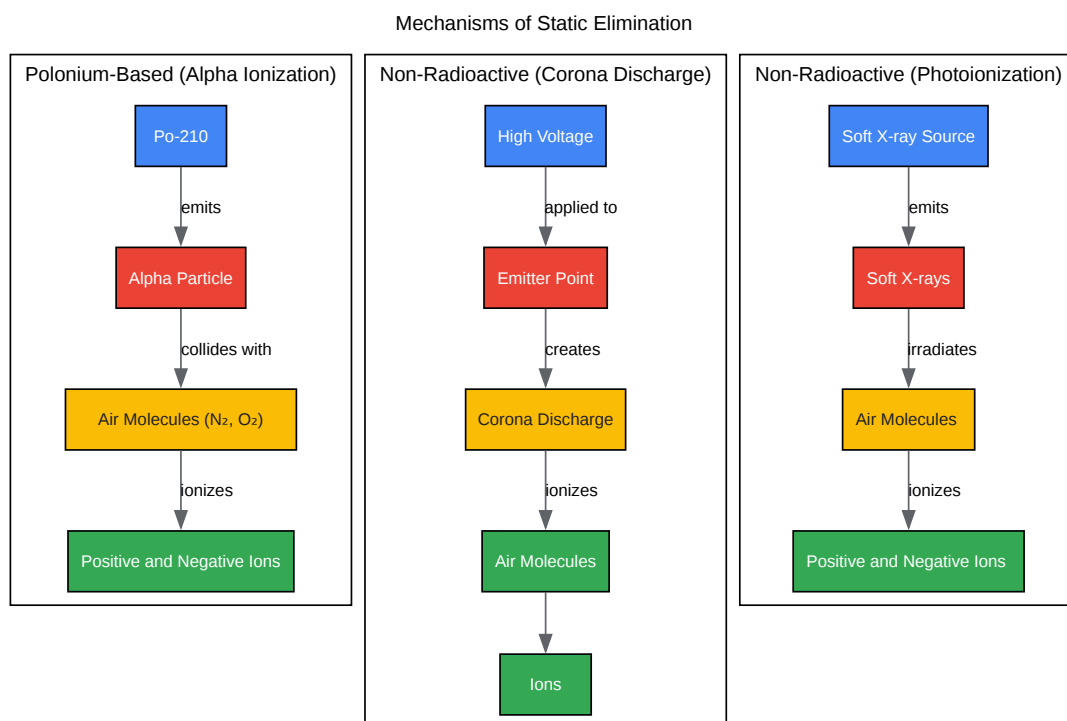 Mechanisms of Static Elimination
Polonium-Based (Alpha Ionization)
Po-210
emits
Alpha Particle
collides with
Air Molecules (N₂, O₂)
ionizes
Positive and Negative Ions
Non-Radioactive (Corona Discharge)
High Voltage
applied to
Emitter Point
creates
Corona Discharge
ionizes
Air Molecules
Ions
Non-Radioactive (Photoionization)
Soft X-ray Source
emits
Soft X-rays
irradiates
Air Molecules
ionizes
Positive and Negative Ions